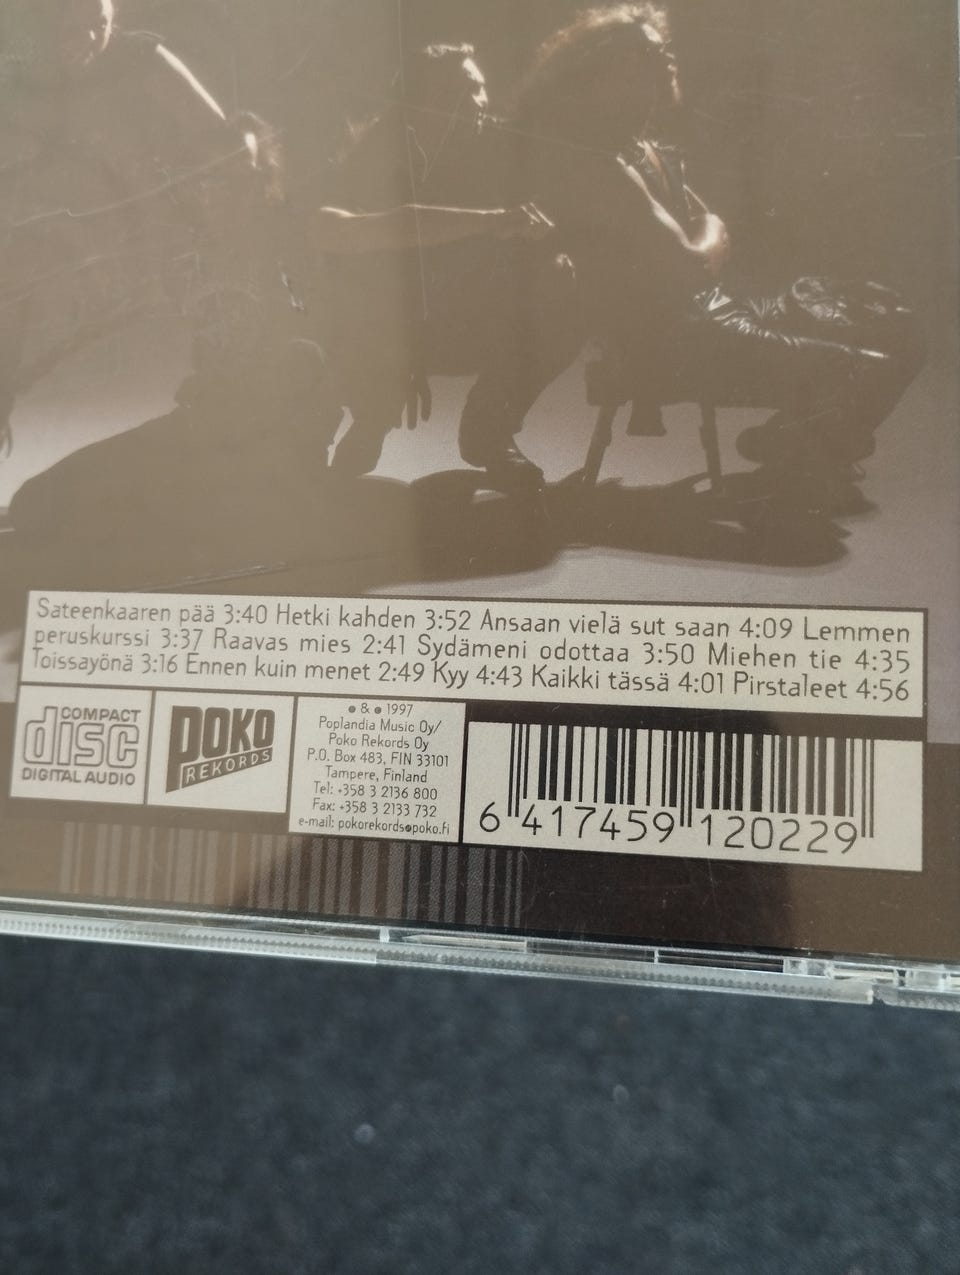 Sateenkaaren pää 3:40 Hetki kahden 3:52 Ansaan vielä sut saan 4:09 Lemmen
peruskurssi 3:37 Raavas mies 2:41 Sydämeni odottaa 3:50 Miehen tie 4:35
Toissayönä 3:16 Ennen kuin menet 2:49 Kyy 4:43 Kaikki tässä 4:01 Pirstaleet 4:56
COMPACT
disc
DIGITAL AUDIO
POKO
REKORDS
● & ● 1997
Poplandia Music Oy/
Poko Rekords Oy
P.O. Box 483, FIN 33101
Tampere, Finland
Tel: +358 3 2136 800
Fax: +358 3 2133 732
e-mail: pokorekords●poko.fi
6 417459 120229